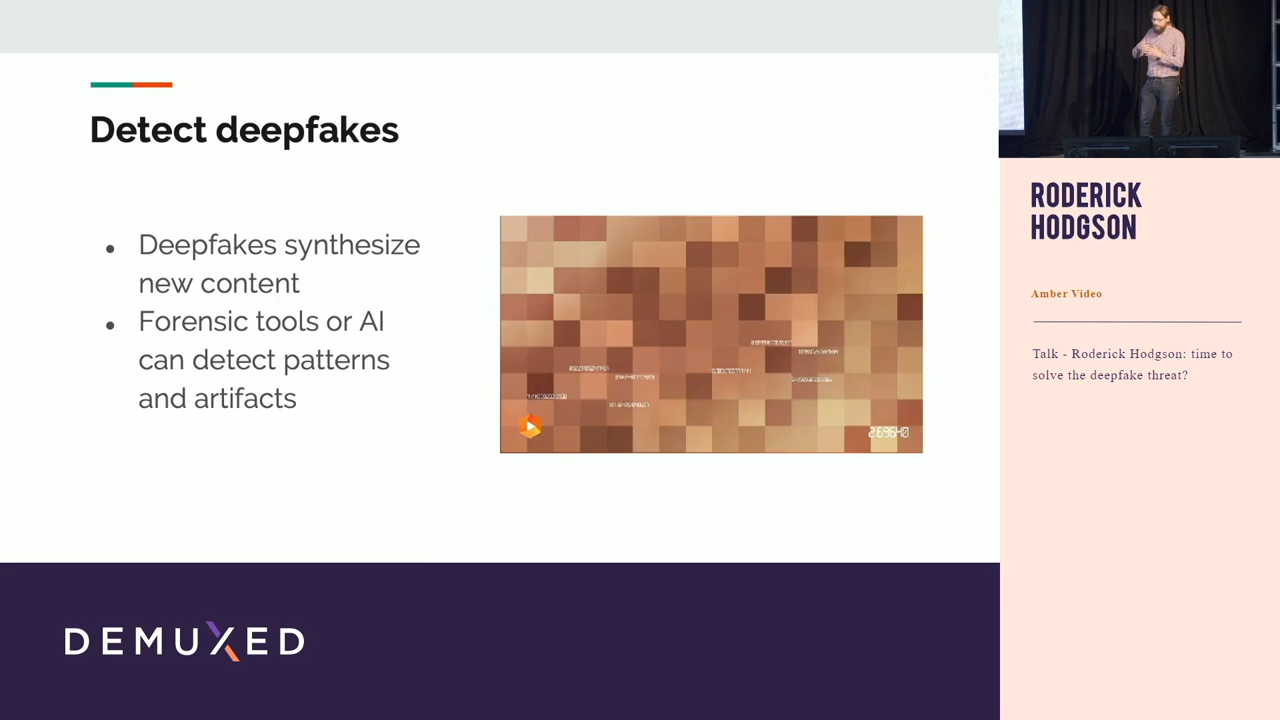 Detect deepfakes
Deepfakes synthesize
new content
Forensic tools or AI
can detect patterns
and artifacts
269640
DEMUXED
RODERICK
HODGSON
Amber Video
Talk - Roderick Hodgson: time to
solve the deepfake threat?